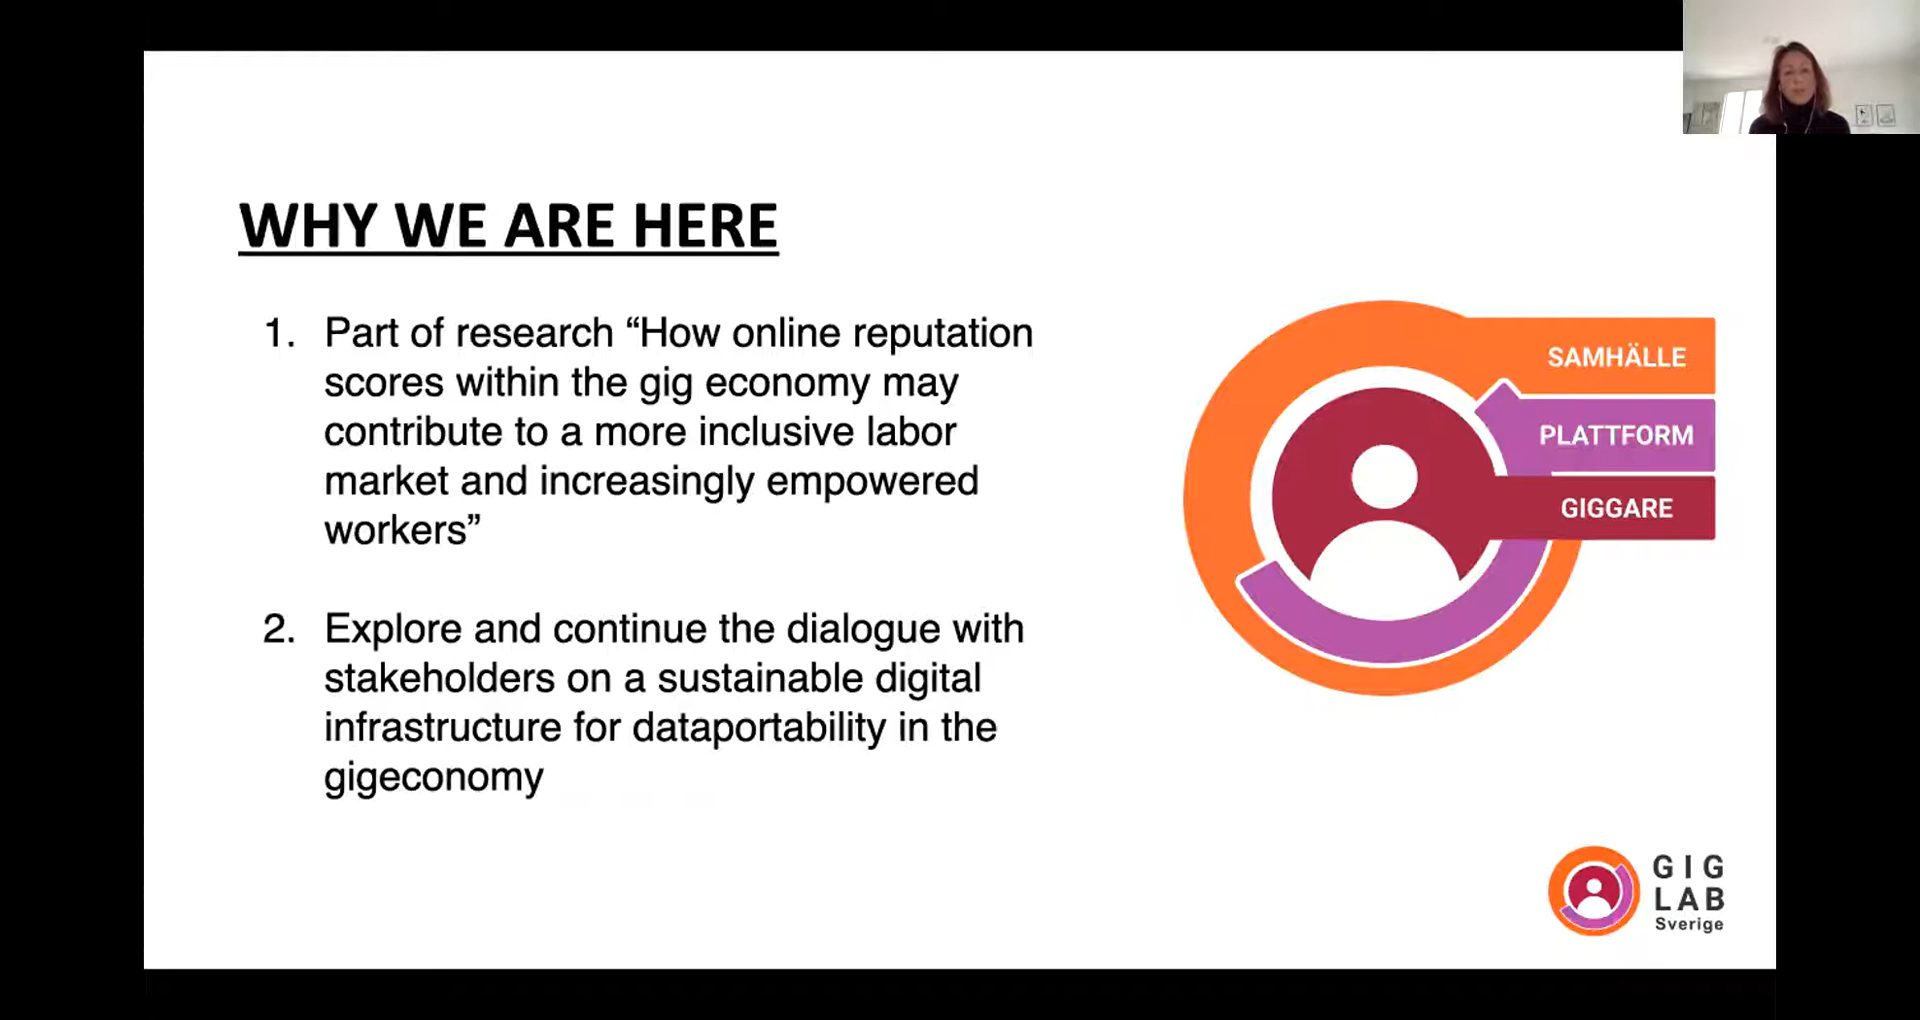 WHY WE ARE HERE
1. Part of research “How online reputation
scores within the gig economy may
contribute to a more inclusive labor
market and increasingly empowered
workers”
2. Explore and continue the dialogue with
stakeholders on a sustainable digital
infrastructure for dataportability in the
gigeconomy
SAMHÄLLE
PLATTFORM
GIGGARE
GIG
LAB
Sverige